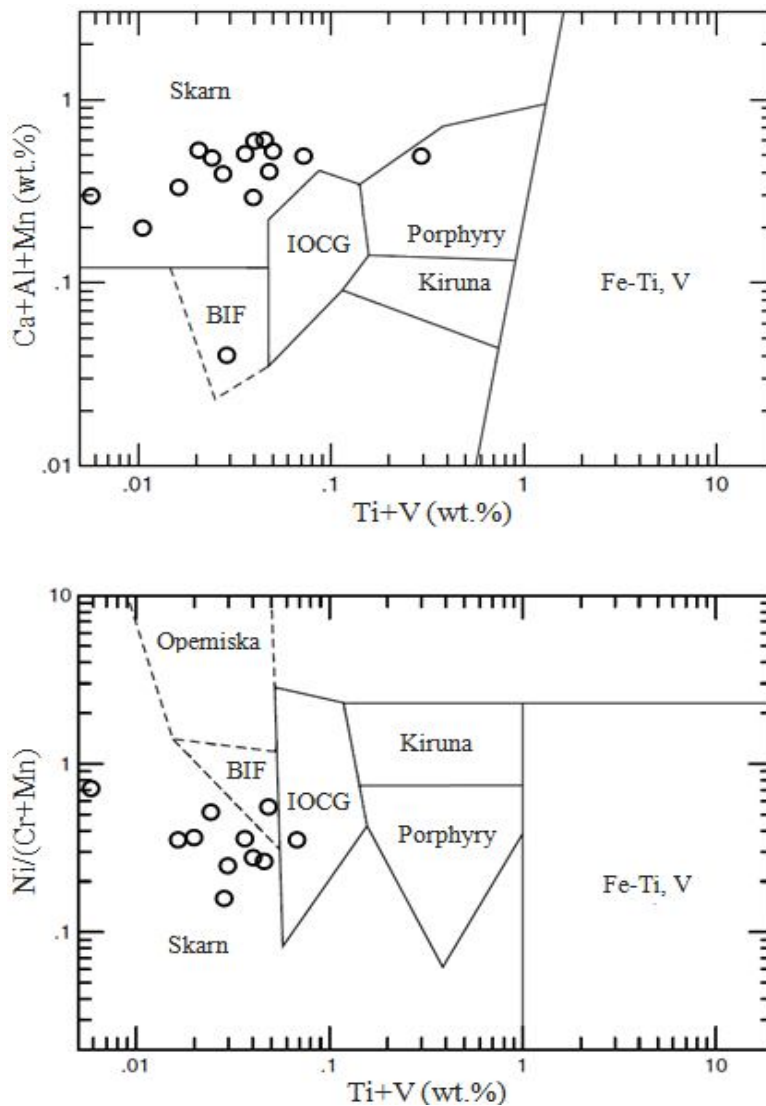 Skarn
1
Ca+Al+Mn (wt.%)
IOCG
Porphyry
.1
Kiruna
Fe-Ti, V
BIF
.01
.01
.1
1
10
Ti+V (wt.%)
10
Opemiska
Kiruna
Ni/(Cr+Mn)
1
BIF
IOCG
Porphyry
Fe-Ti, V
.1
Skarn
.01
.1
1
10
Ti+V (wt.%)